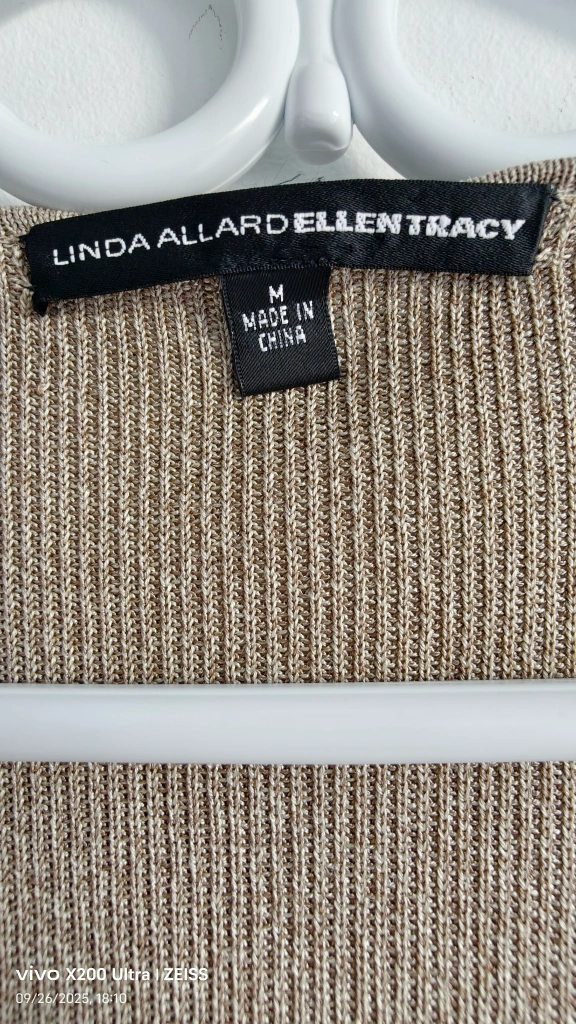 LINDA ALLARD ELLEN TRACY
M
MADE IN
CHINA
vivo X200 Ultra | ZEISS
09/26/2025, 18:10